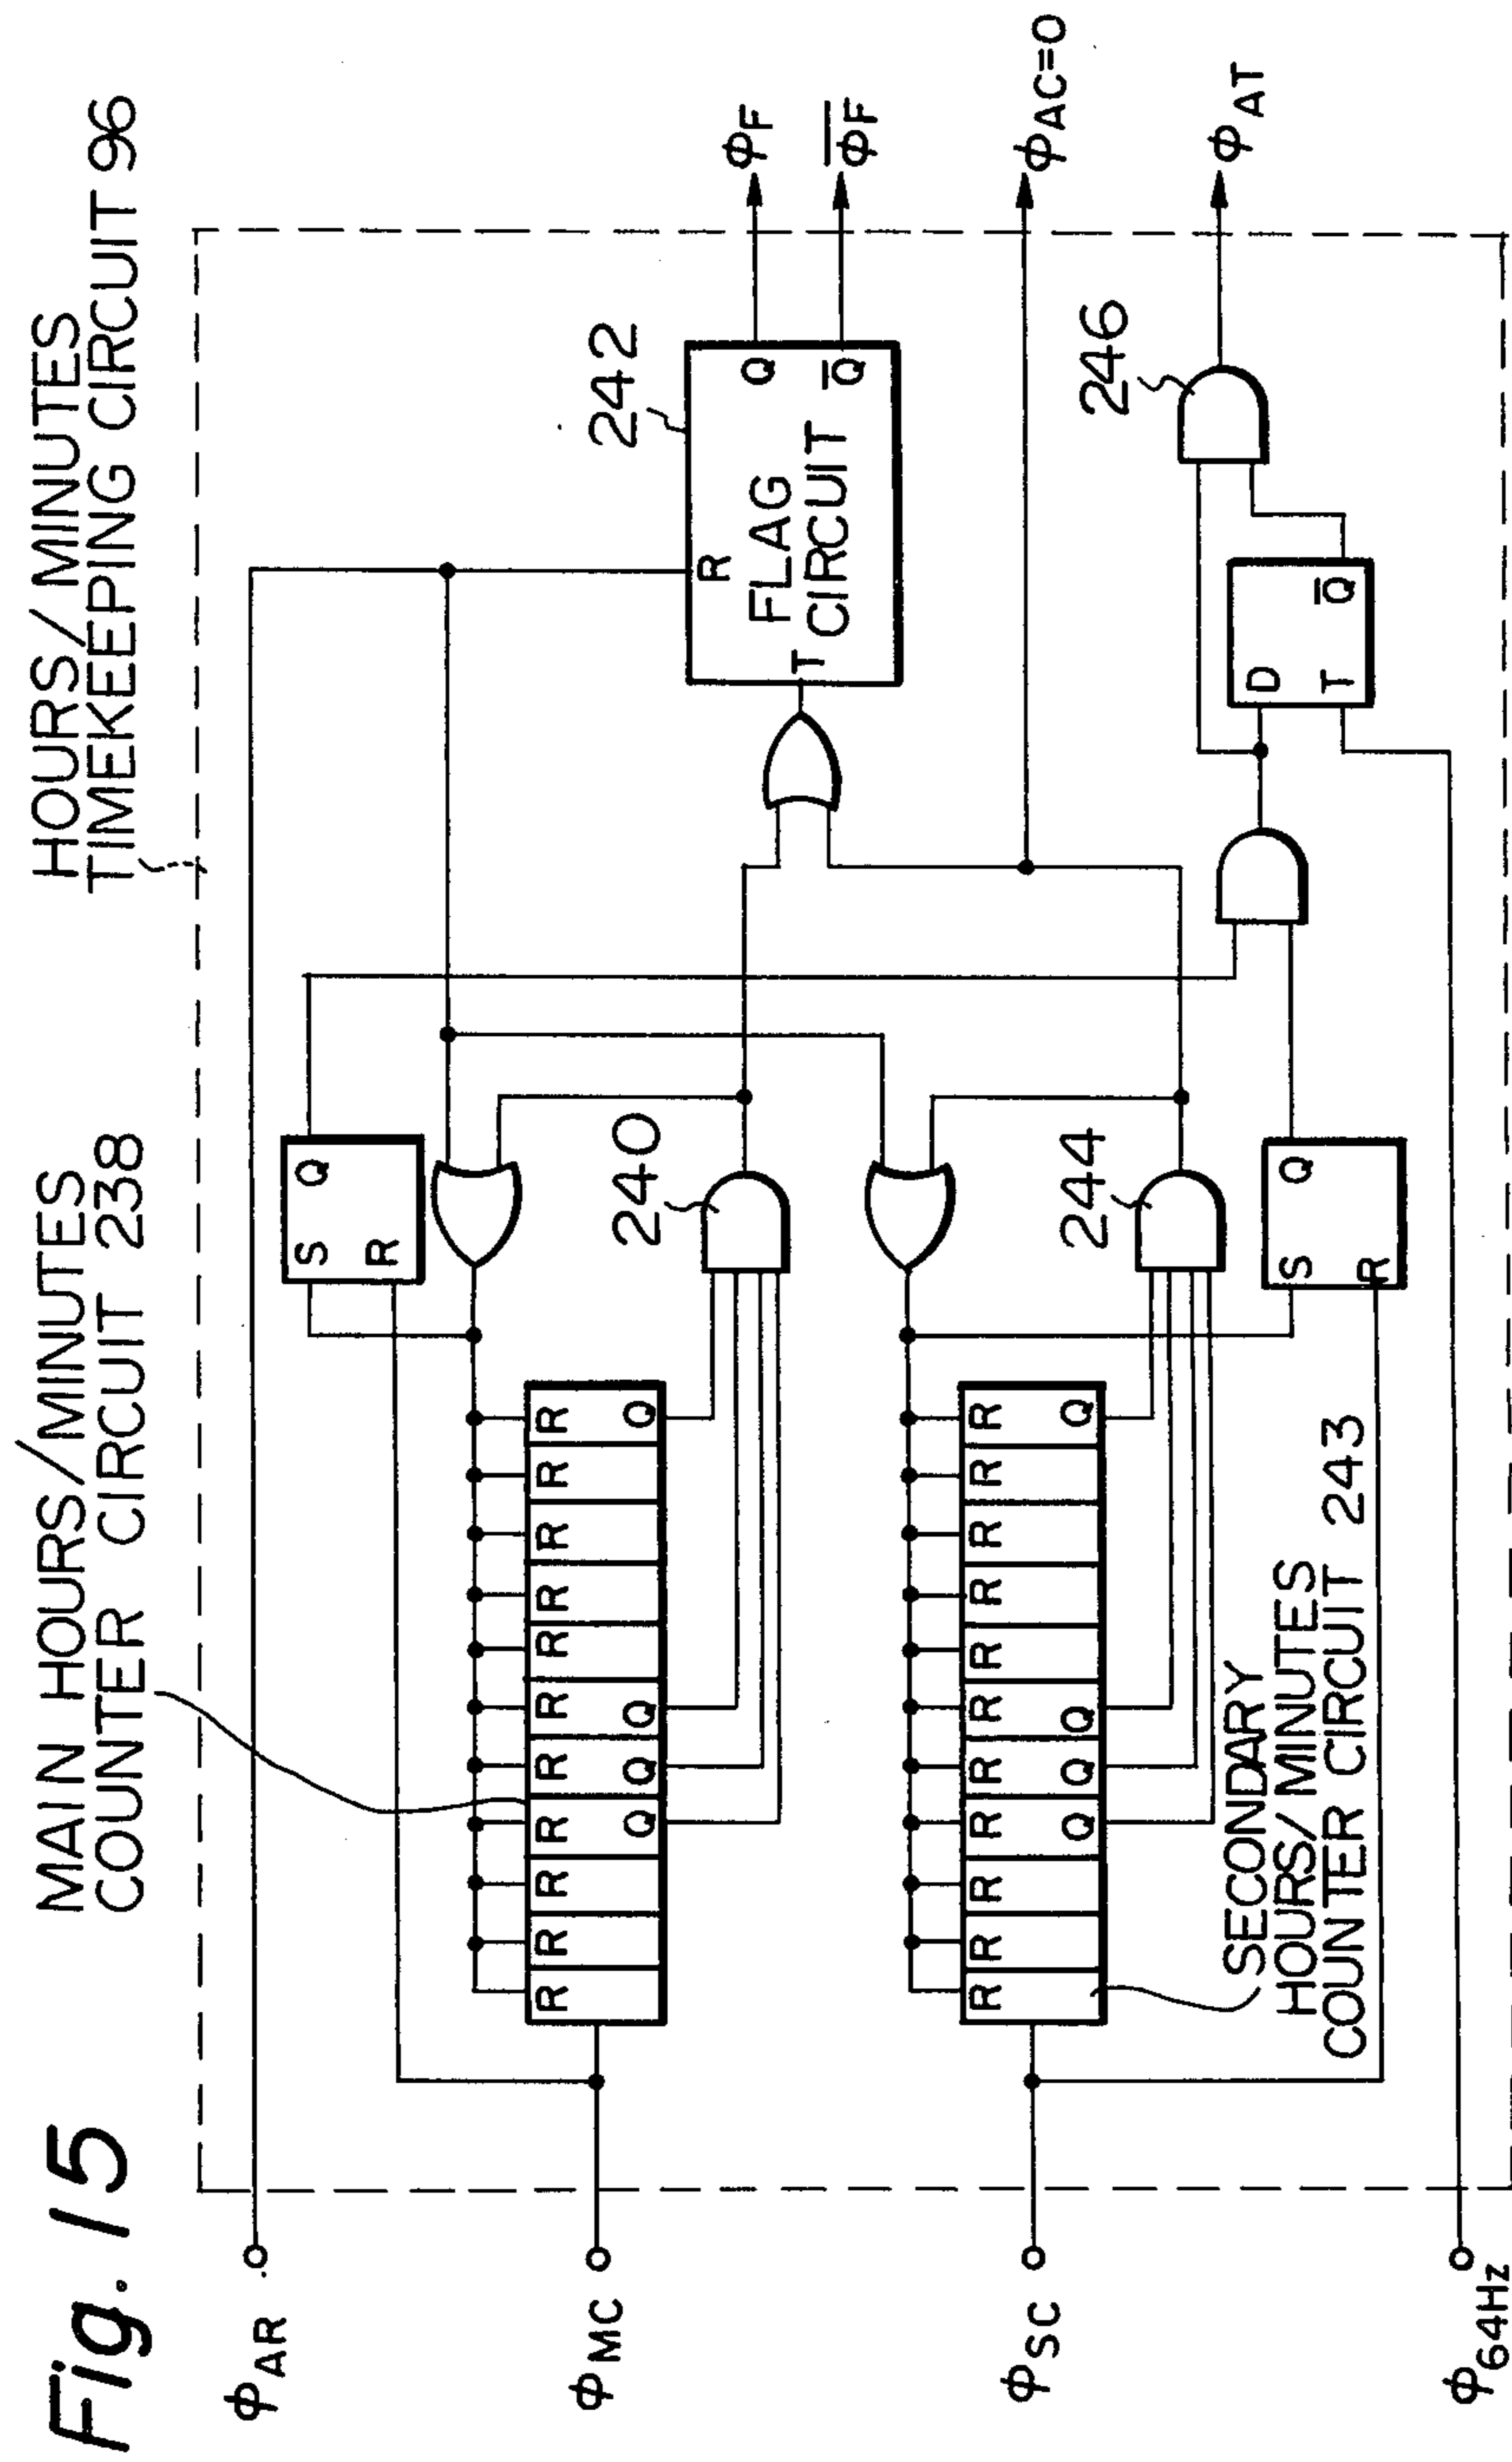 Fig. 15
HOURS/MINUTES
TIMEKEEPING CIRCUIT 96
MAIN HOURS/MINUTES
COUNTER CIRCUIT 238
φAR
φMC
φSC
φ64Hz
S Q
R
R R R R R R R R R R R
Q Q Q Q
240
242
R
T FLAG Q
CIRCUIT Q̅
φF
φ̅F̅
R R R R R R R R R R R
Q Q Q Q
244
SECONDARY
HOURS/MINUTES
COUNTER CIRCUIT 243
S Q
R
D
T Q̅
246
φAC=0
φAT